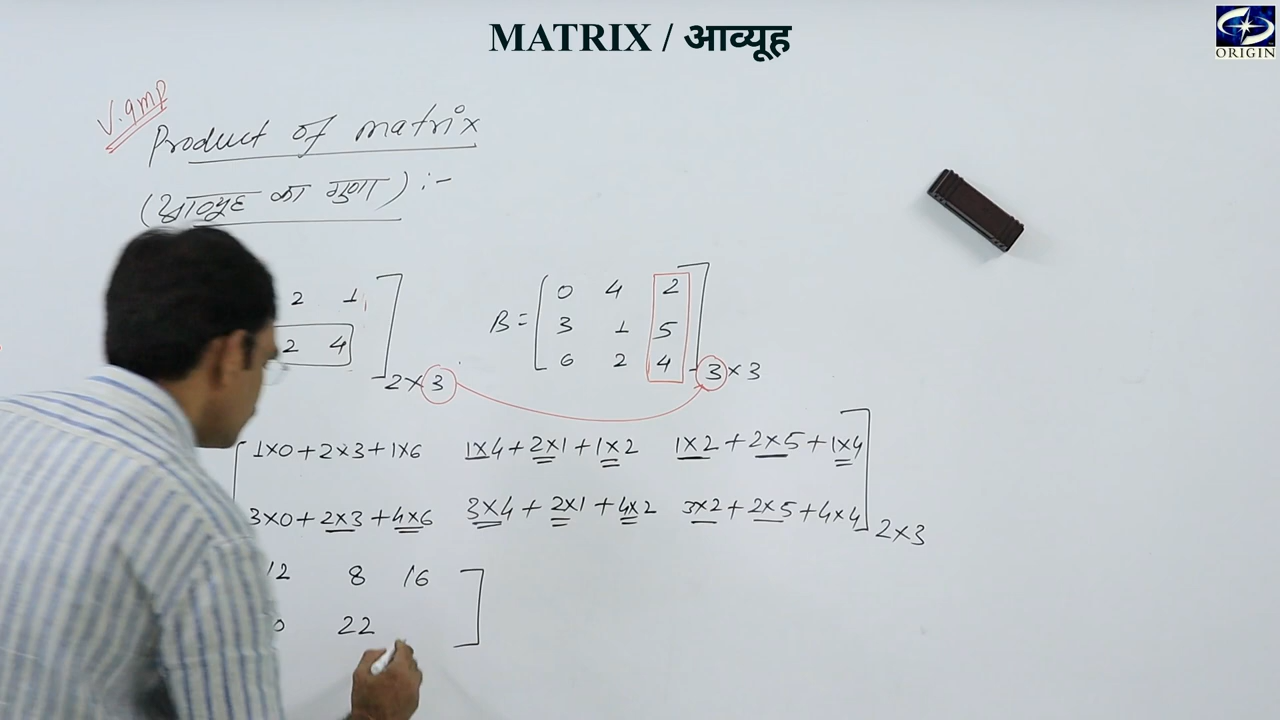 MATRIX / आव्यूह
ORIGIN
V.Imp
Product of matrix
(आव्यूह का गुणा) :-
2 1
2 4
2×3
B =
0 4 2
3 1 5
6 2 4
3×3
1×0+2×3+1×6 1×4+2×1+1×2 1×2+2×5+1×4
3×0+2×3+4×6 3×4+2×1+4×2 3×2+2×5+4×4
2×3
12 8 16
0 22